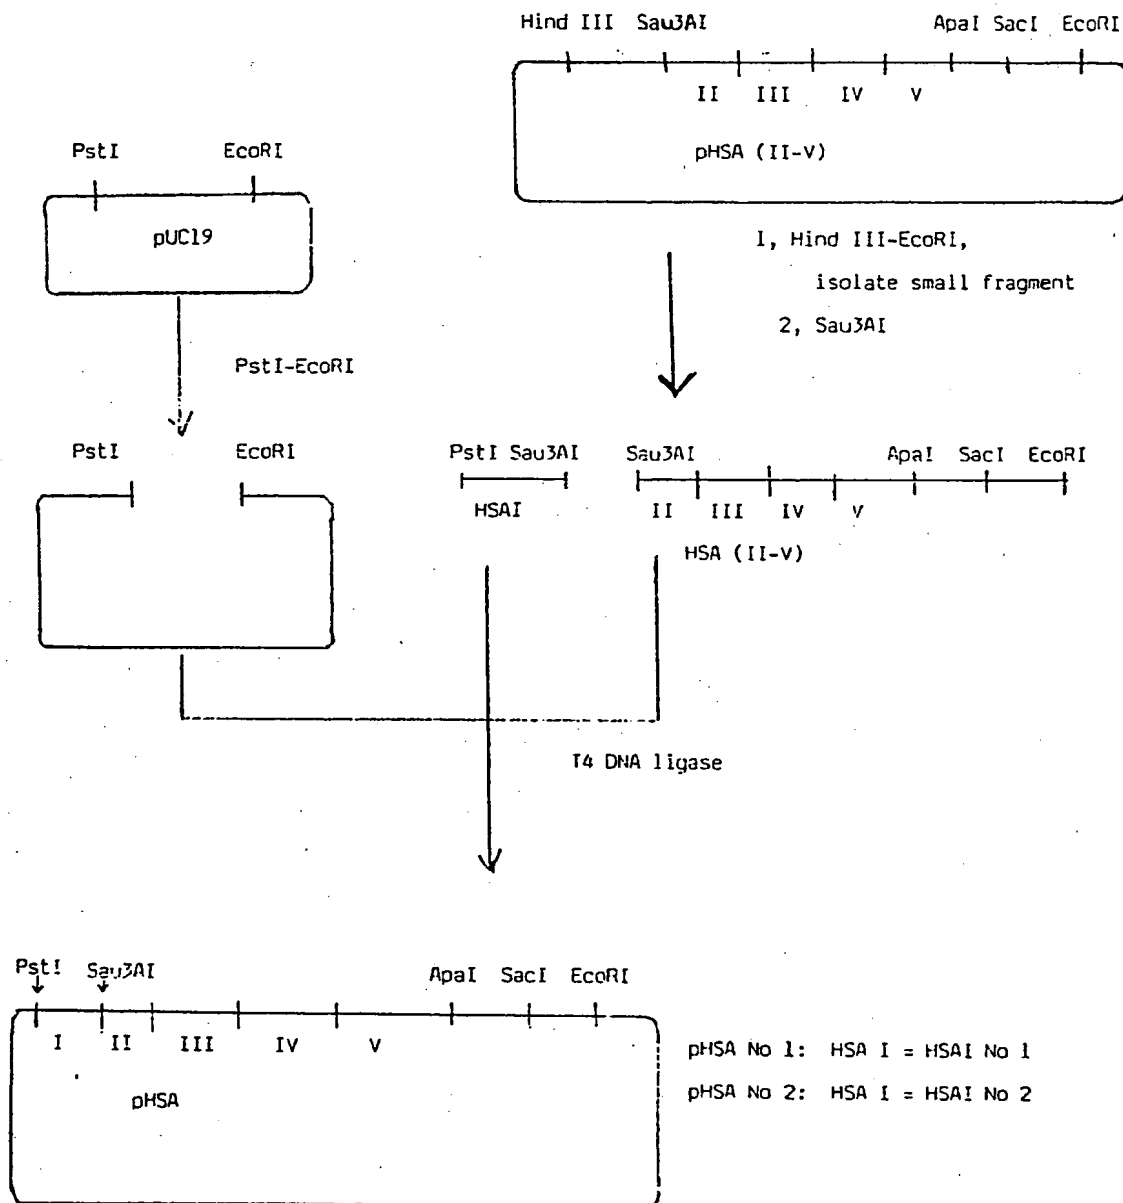 Hind III Sau3AI ApaI SacI EcoRI
II III IV V
pHSA (II-V)
PstI EcoRI
pUC19
1, Hind III-EcoRI,
isolate small fragment
2, Sau3AI
PstI-EcoRI
PstI EcoRI
PstI Sau3AI Sau3AI ApaI SacI EcoRI
HSAI II III IV V
HSA (II-V)
T4 DNA ligase
PstI Sau3AI ApaI SacI EcoRI
I II III IV V
pHSA
pHSA No 1: HSA I = HSAI No 1
pHSA No 2: HSA I = HSAI No 2